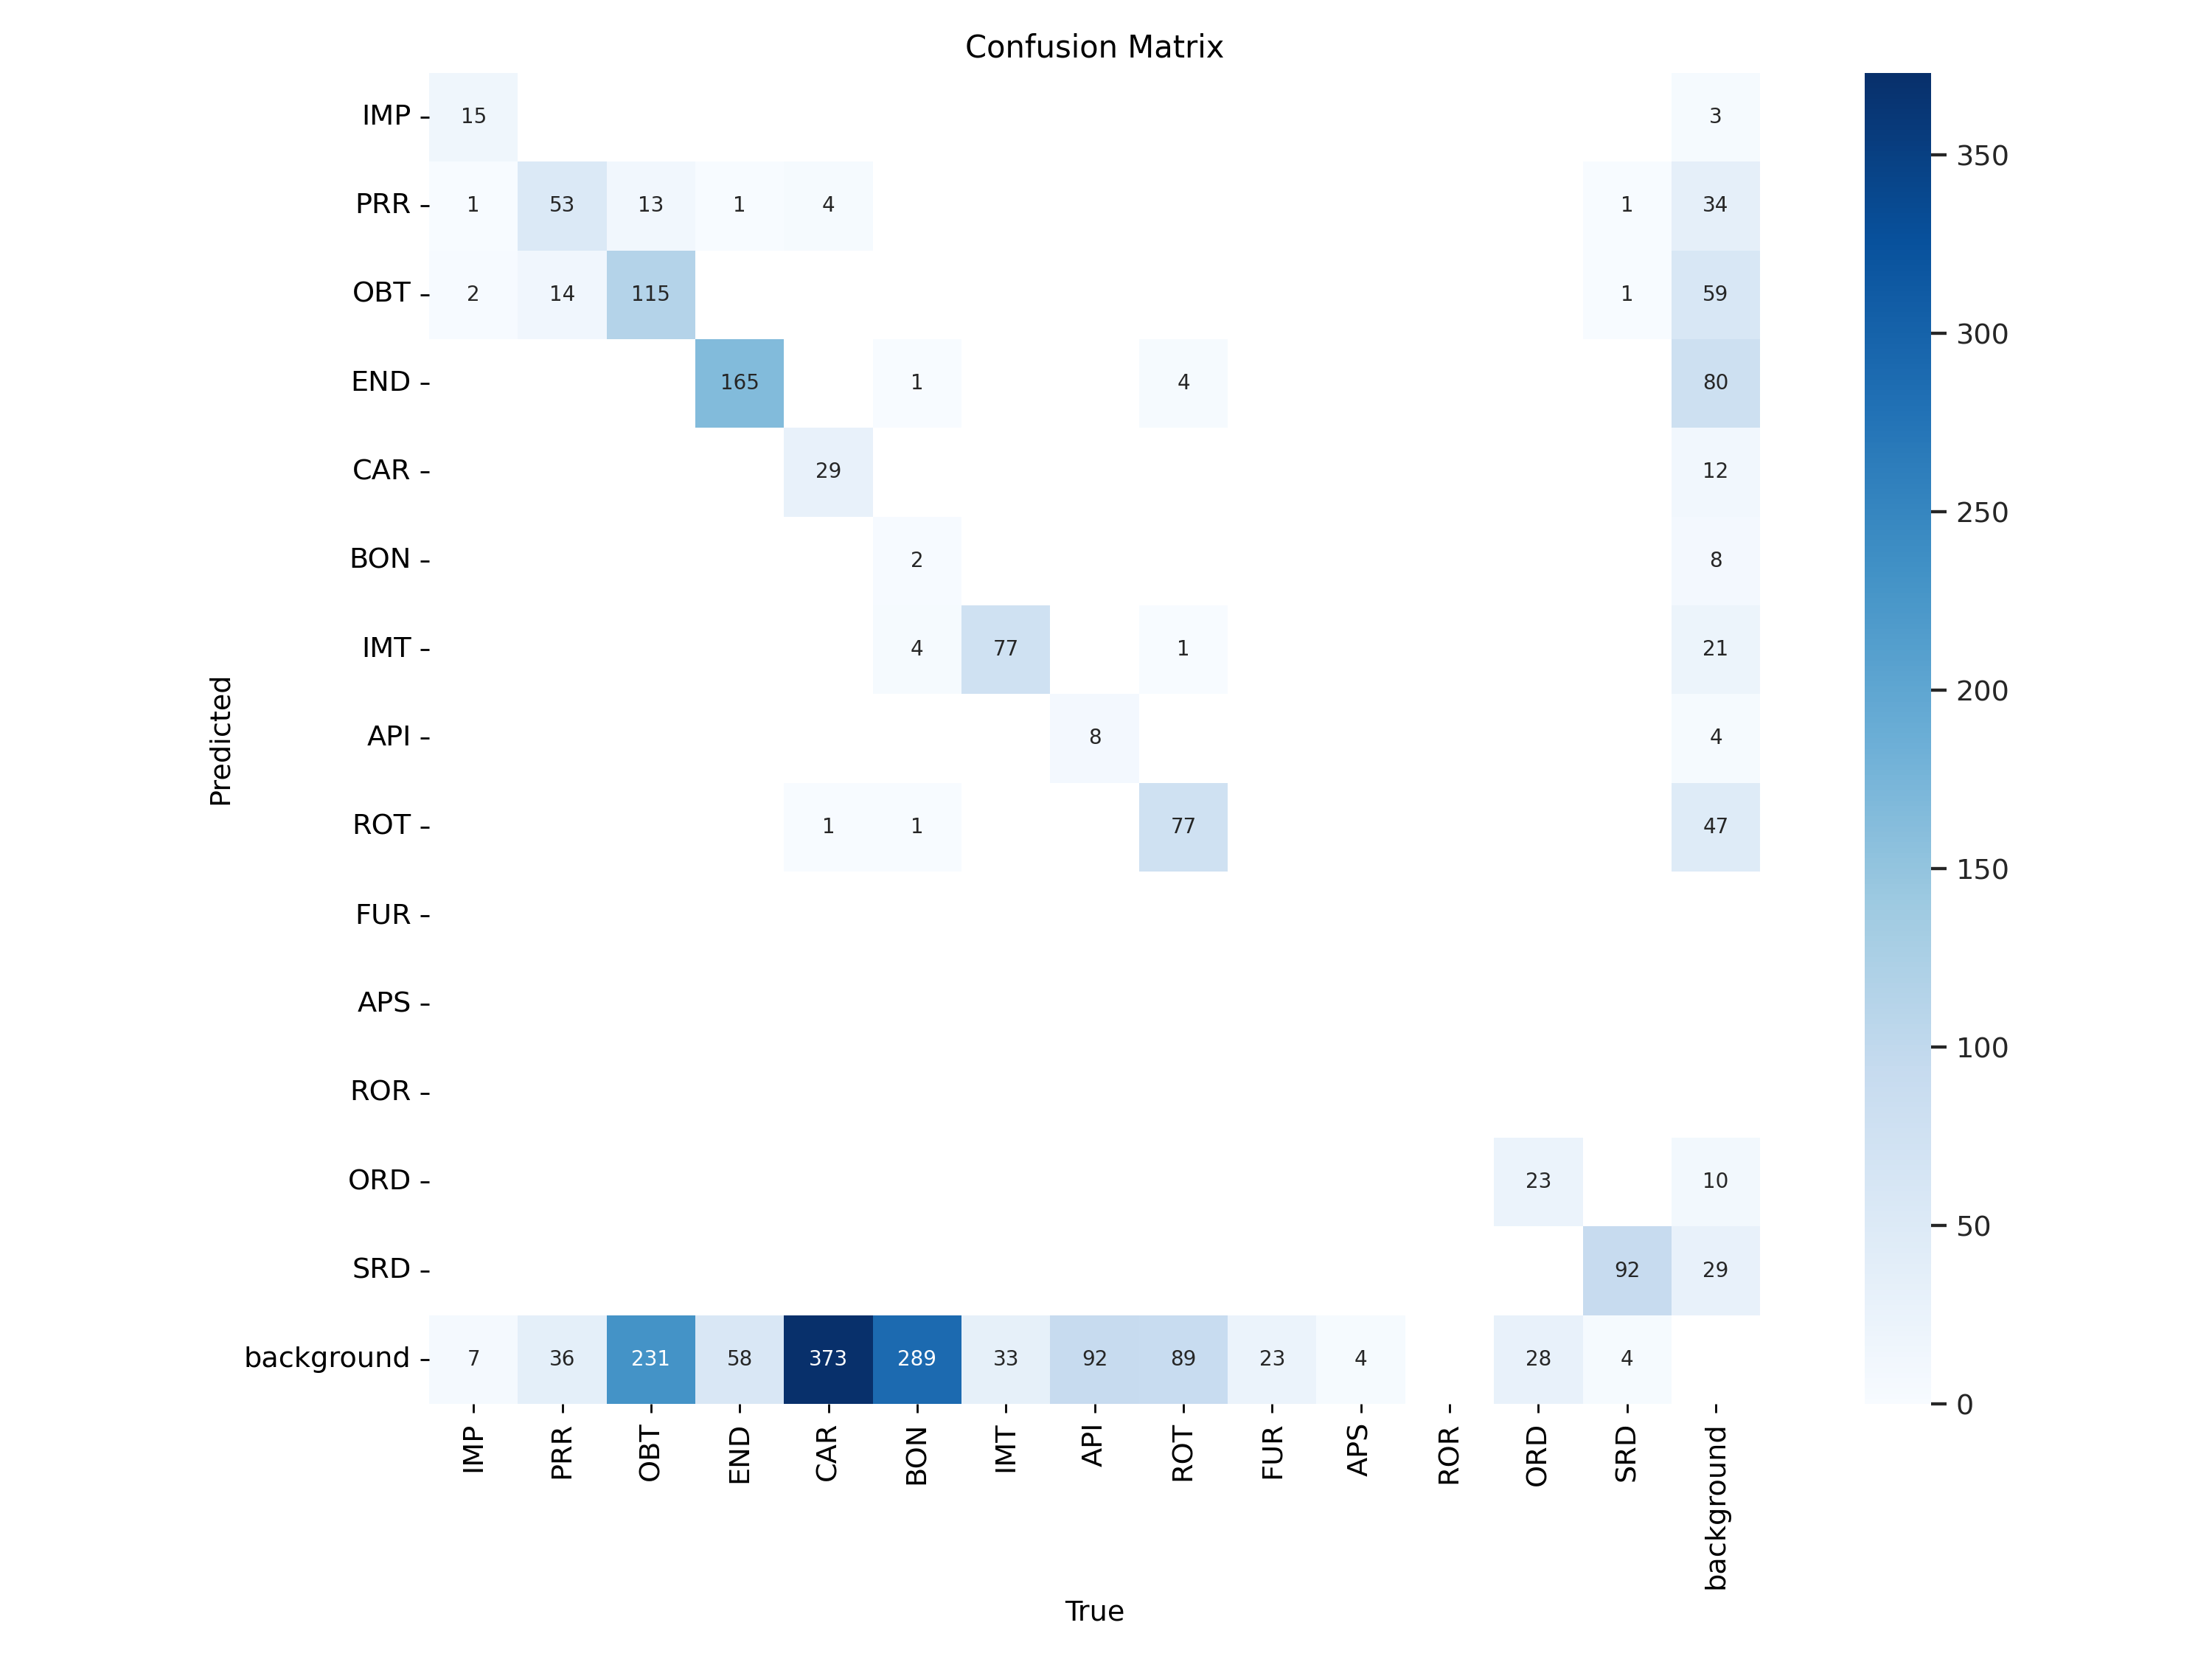 Confusion Matrix
IMP 15 3
PRR 1 53 13 1 4 1 34
OBT 2 14 115 1 59
END 165 1 4 80
CAR 29 12
BON 2 8
IMT 4 77 1 21
API 8 4
ROT 1 1 77 47
FUR
APS
ROR
ORD 23 10
SRD 92 29
background 7 36 231 58 373 289 33 92 89 23 4 28 4
IMP PRR OBT END CAR BON IMT API ROT FUR APS ROR ORD SRD background
Predicted
True
350
300
250
200
150
100
50
0